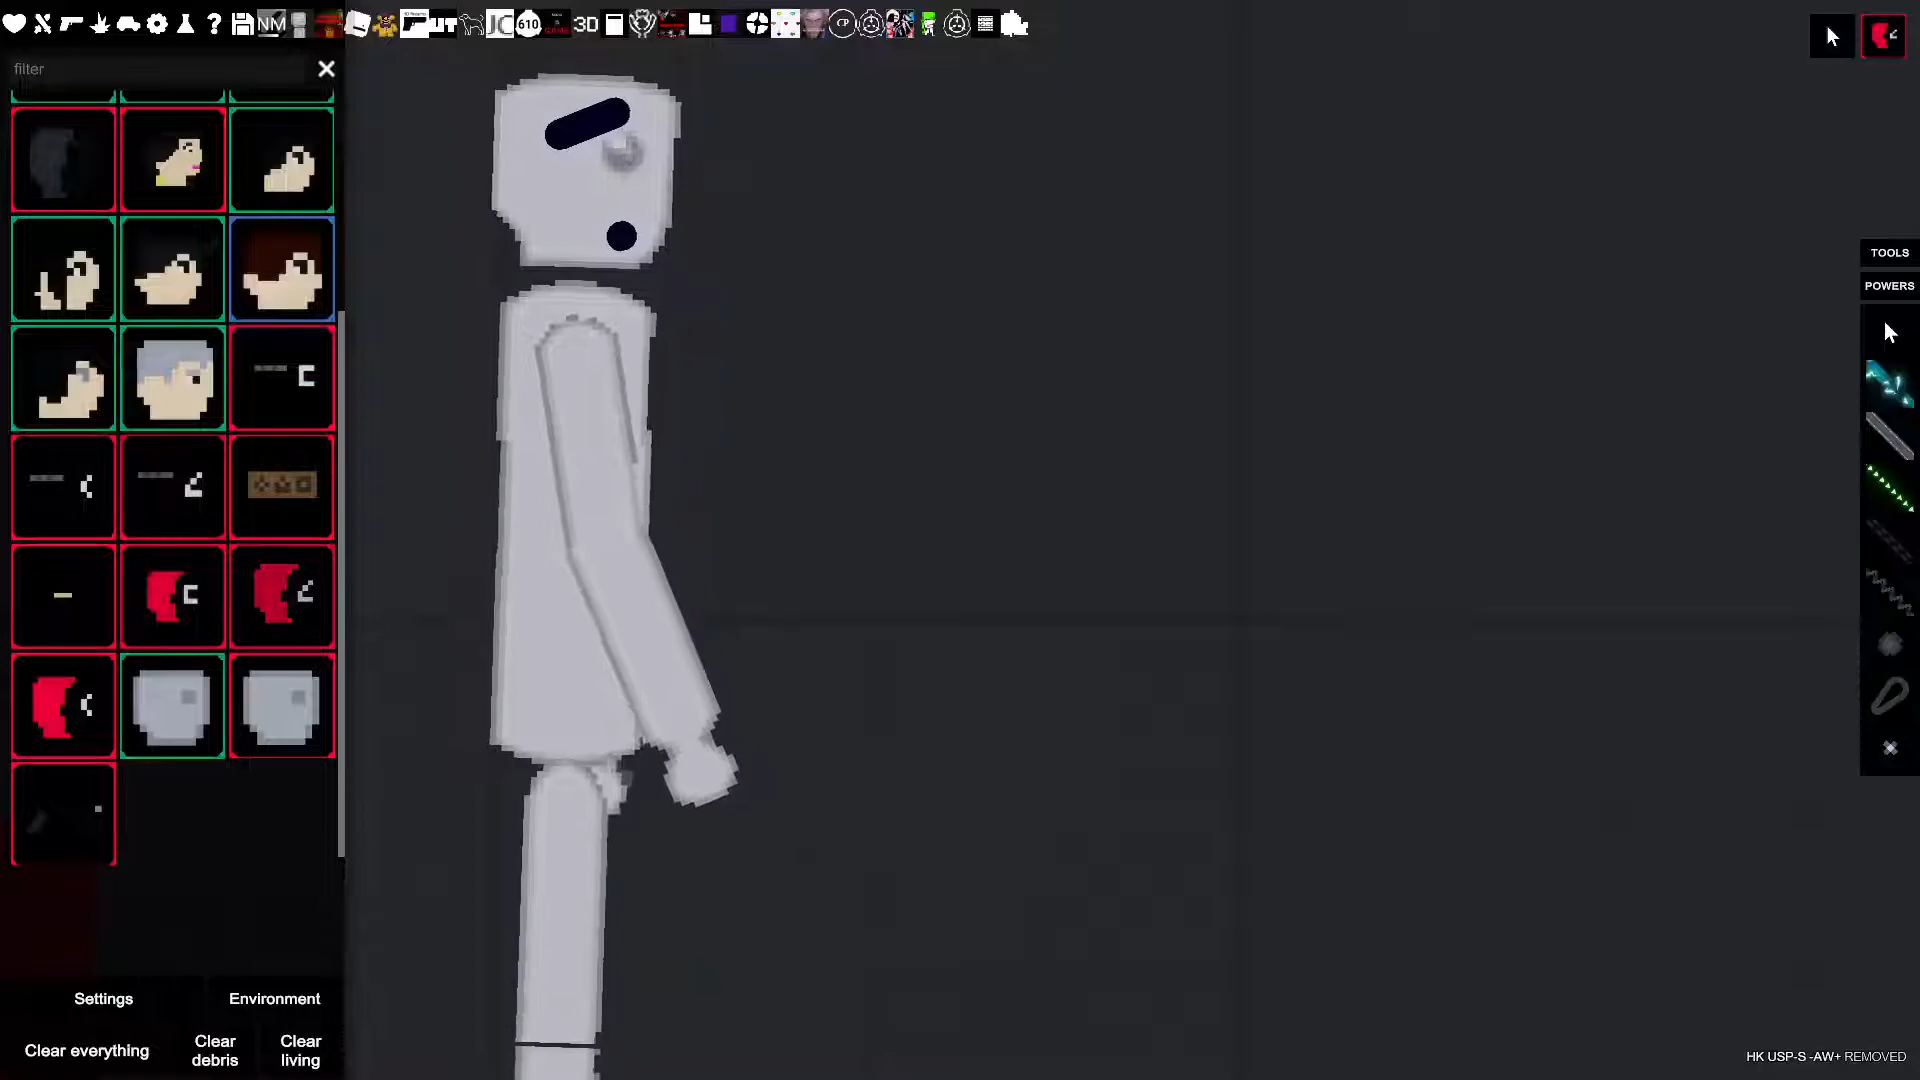 NM
UT
JC
610
3D
CP
filter
TOOLS
POWERS
Settings
Environment
Clear everything
Clear
debris
Clear
living
HK USP-S -AW+ REMOVED